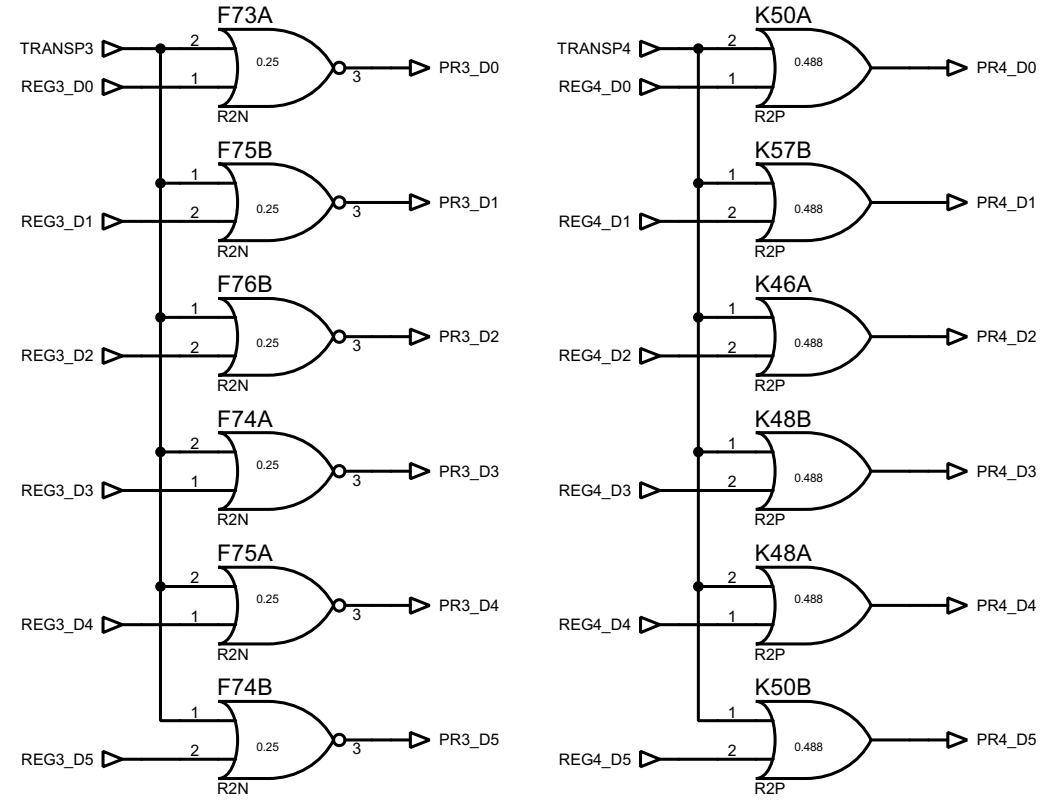 F73A
TRANSP3
2
0.25
REG3_D0
1
3
PR3_D0
R2N
F75B
1
0.25
REG3_D1
2
3
PR3_D1
R2N
F76B
1
0.25
REG3_D2
2
3
PR3_D2
R2N
F74A
2
0.25
REG3_D3
1
3
PR3_D3
R2N
F75A
2
0.25
REG3_D4
1
3
PR3_D4
R2N
F74B
1
0.25
REG3_D5
2
3
PR3_D5
R2N
K50A
TRANSP4
2
0.488
REG4_D0
1
PR4_D0
R2P
K57B
1
0.488
REG4_D1
2
PR4_D1
R2P
K46A
1
0.488
REG4_D2
2
PR4_D2
R2P
K48B
1
0.488
REG4_D3
2
PR4_D3
R2P
K48A
2
0.488
REG4_D4
1
PR4_D4
R2P
K50B
1
0.488
REG4_D5
2
PR4_D5
R2P